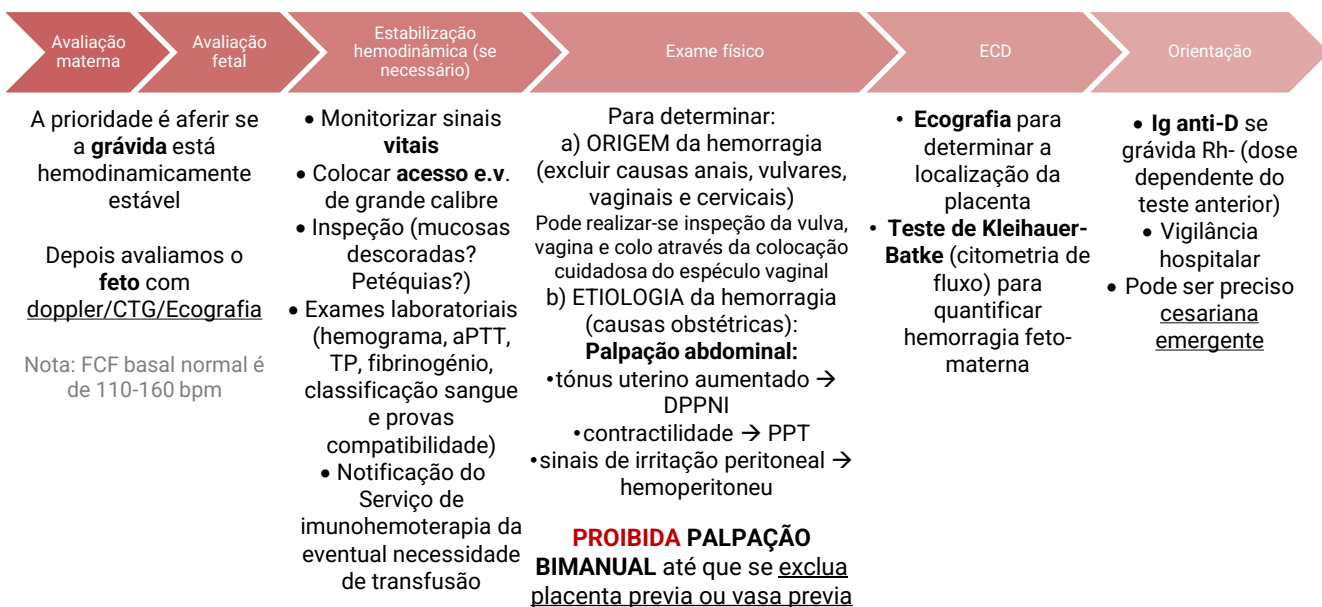 Avaliação
materna
Avaliação
fetal
Estabilização
hemodinâmica (se
necessário)
Exame físico
ECD
Orientação
A prioridade é aferir se
a grávida está
hemodinamicamente
estável
Depois avaliamos o
feto com
doppler/CTG/Ecografia
Nota: FCF basal normal é
de 110-160 bpm
• Monitorizar sinais
vitais
• Colocar acesso e.v.
de grande calibre
• Inspeção (mucosas
descoradas?
Petéquias?)
• Exames laboratoriais
(hemograma, aPTT,
TP, fibrinogénio,
classificação sangue
e provas
compatibilidade)
• Notificação do
Serviço de
imunohemoterapia da
eventual necessidade
de transfusão
Para determinar:
a) ORIGEM da hemorragia
(excluir causas anais, vulvares,
vaginais e cervicais)
Pode realizar-se inspeção da vulva,
vagina e colo através da colocação
cuidadosa do espéculo vaginal
b) ETIOLOGIA da hemorragia
(causas obstétricas):
Palpação abdominal:
•tónus uterino aumentado →
DPPNI
•contractilidade → PPT
•sinais de irritação peritoneal →
hemoperitoneu
PROIBIDA PALPAÇÃO
BIMANUAL até que se exclua
placenta previa ou vasa previa
• Ecografia para
determinar a
localização da
placenta
• Teste de Kleihauer-
Batke (citometria de
fluxo) para
quantificar
hemorragia feto-
materna
• Ig anti-D se
grávida Rh- (dose
dependente do
teste anterior)
• Vigilância
hospitalar
• Pode ser preciso
cesariana
emergente